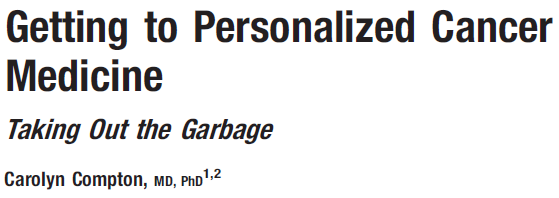 Getting to Personalized Cancer
Medicine
Taking Out the Garbage
Carolyn Compton, MD, PhD1,2